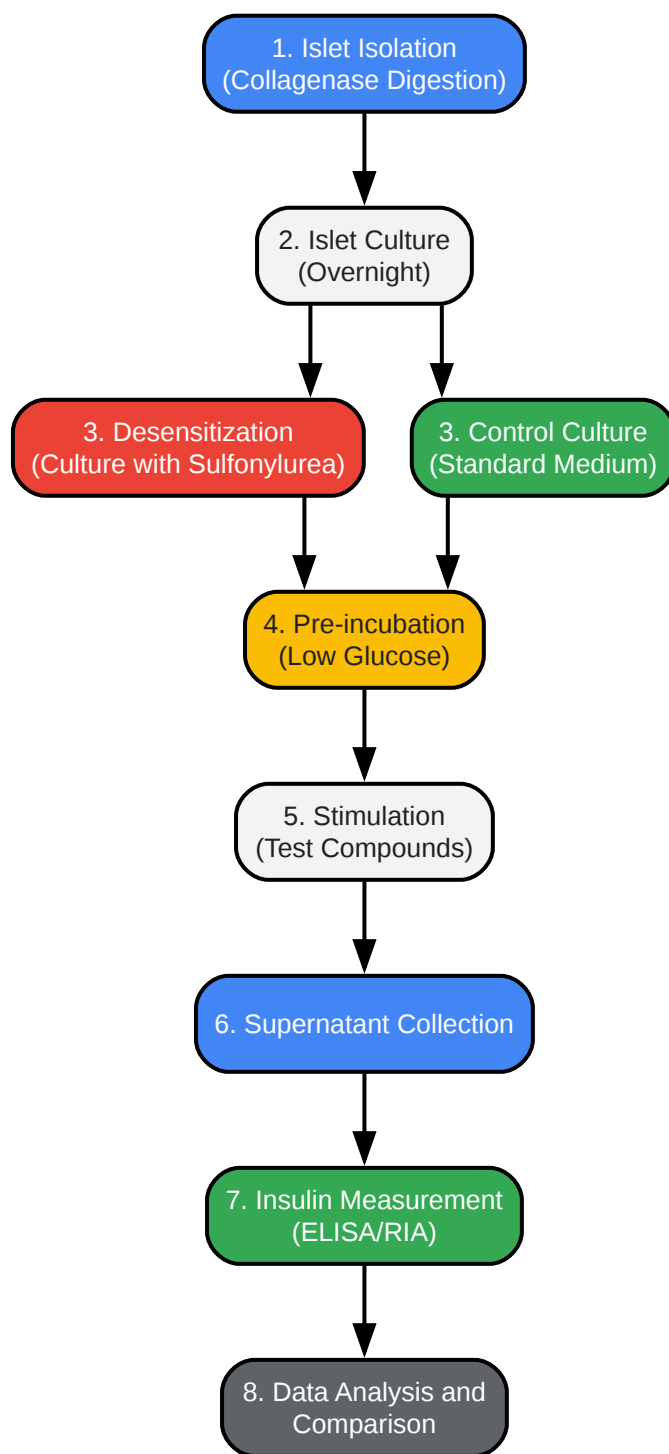 1. Islet Isolation
(Collagenase Digestion)
2. Islet Culture
(Overnight)
3. Desensitization
(Culture with Sulfonylurea)
3. Control Culture
(Standard Medium)
4. Pre-incubation
(Low Glucose)
5. Stimulation
(Test Compounds)
6. Supernatant Collection
7. Insulin Measurement
(ELISA/RIA)
8. Data Analysis and
Comparison